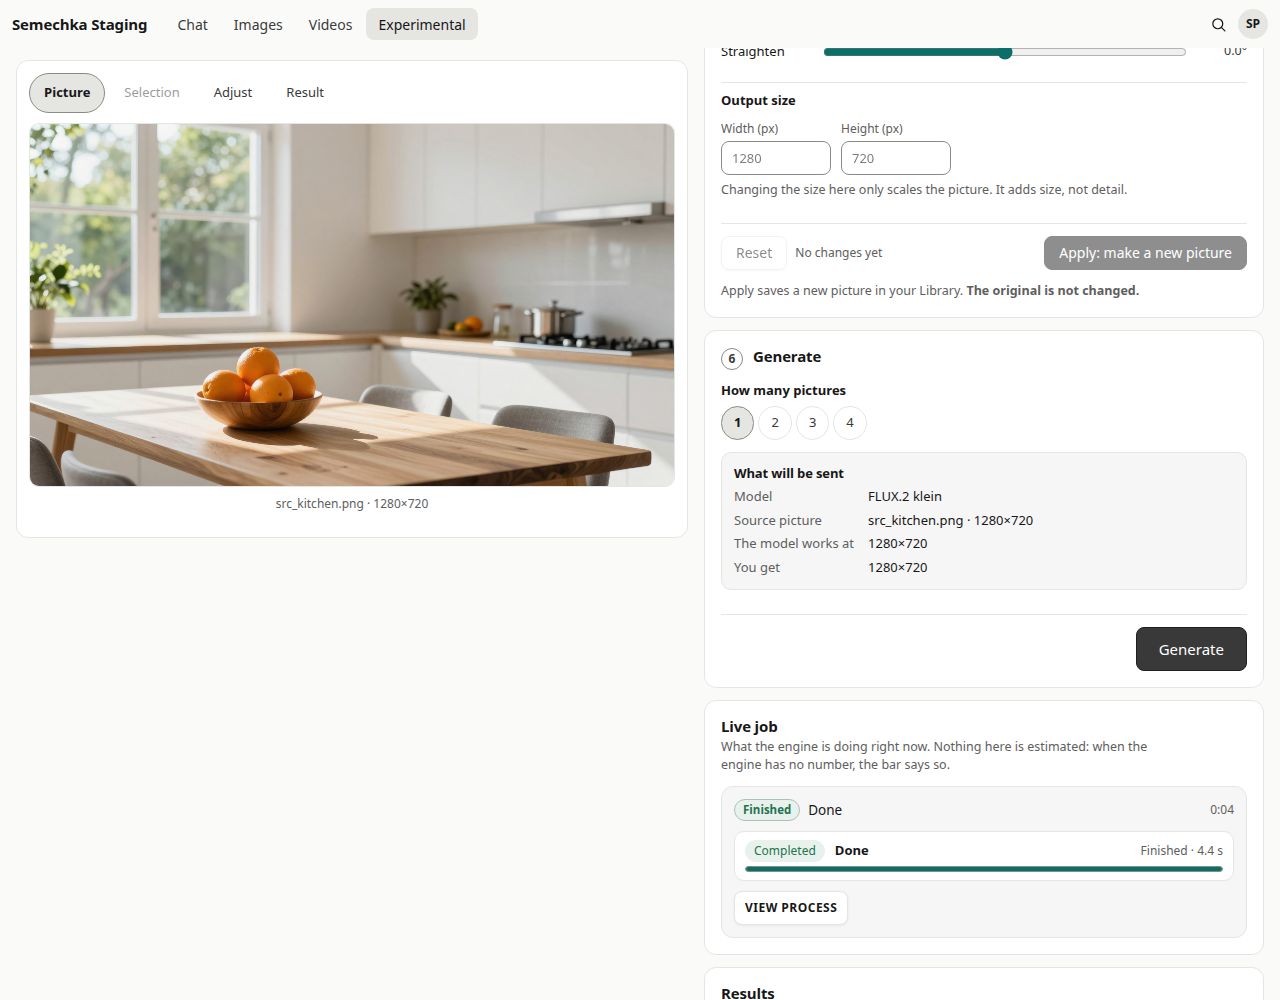 Semechka Staging
Chat
Images
Videos
Experimental
SP
Picture
Selection
Adjust
Result
src_kitchen.png · 1280×720
Straighten
0.0°
Output size
Width (px)
Height (px)
1280
720
Changing the size here only scales the picture. It adds size, not detail.
Reset
No changes yet
Apply: make a new picture
Apply saves a new picture in your Library. The original is not changed.
6
Generate
How many pictures
1
2
3
4
What will be sent
Model
FLUX.2 klein
Source picture
src_kitchen.png · 1280×720
The model works at
1280×720
You get
1280×720
Generate
Live job
What the engine is doing right now. Nothing here is estimated: when the
engine has no number, the bar says so.
Finished
Done
0:04
Completed
Done
Finished · 4.4 s
VIEW PROCESS
Results